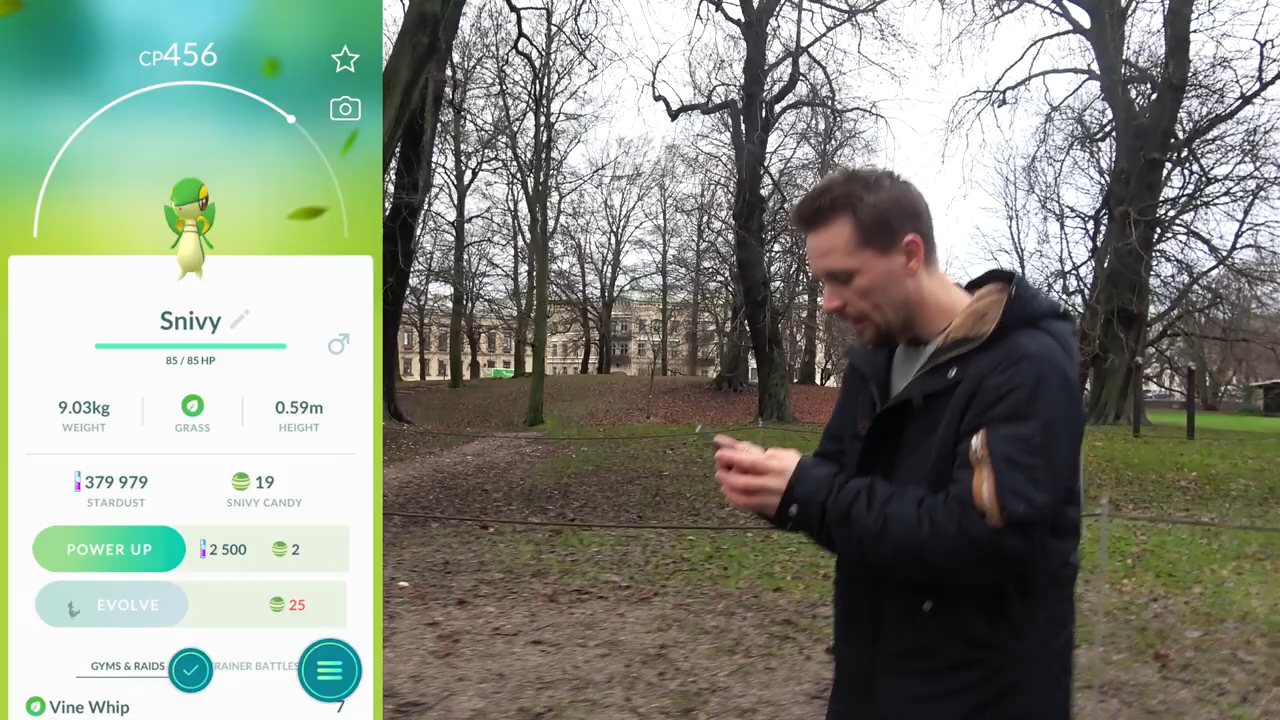 CP456
Snivy
85 / 85 HP
9.03kg
WEIGHT
GRASS
0.59m
HEIGHT
379 979
STARDUST
19
SNIVY CANDY
POWER UP
2 500
2
EVOLVE
25
GYMS & RAIDS
RAINER BATTLES
Vine Whip
7